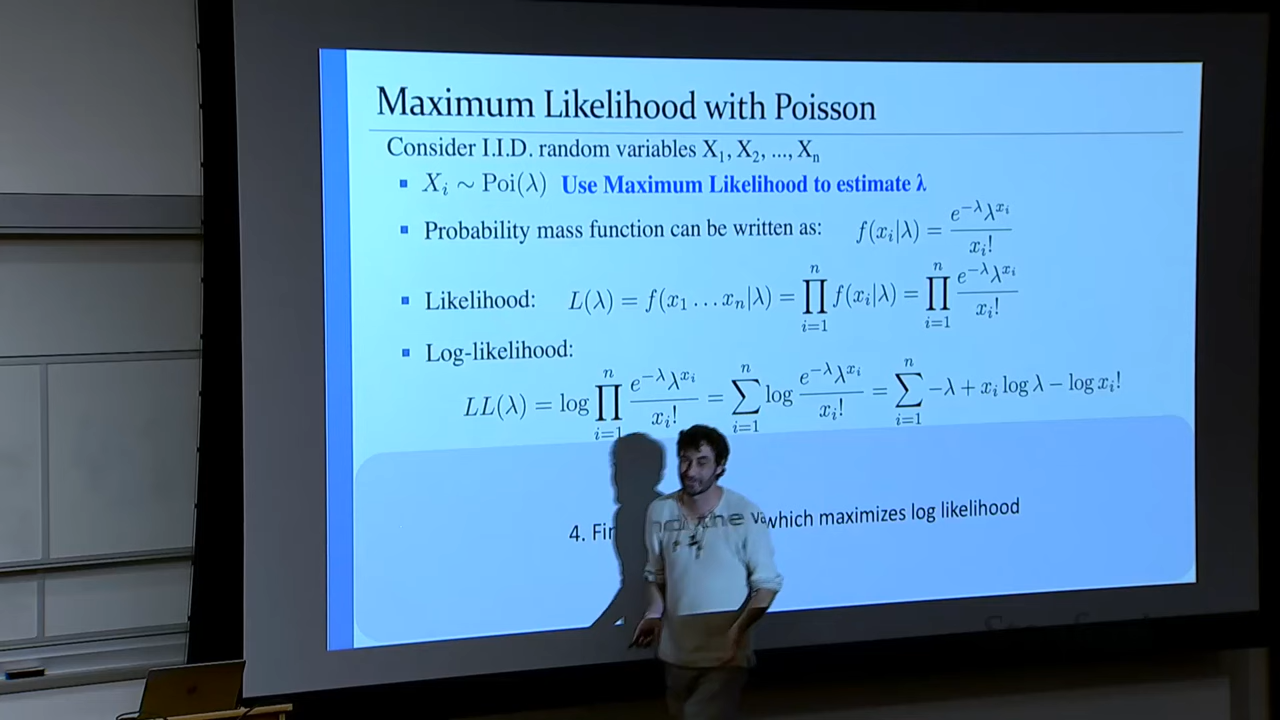 Maximum Likelihood with Poisson
Consider I.I.D. random variables X₁, X₂, ..., Xₙ
▪ Xᵢ ∼ Poi(λ) Use Maximum Likelihood to estimate λ
▪ Probability mass function can be written as: f(xᵢ|λ) = e^{−λ}λ^{xᵢ} / xᵢ!
▪ Likelihood: L(λ) = f(x₁ … xₙ|λ) = ∏_{i=1}^{n} f(xᵢ|λ) = ∏_{i=1}^{n} e^{−λ}λ^{xᵢ} / xᵢ!
▪ Log-likelihood:
LL(λ) = log ∏_{i=1}^{n} e^{−λ}λ^{xᵢ} / xᵢ! = ∑_{i=1}^{n} log e^{−λ}λ^{xᵢ} / xᵢ! = ∑_{i=1}^{n} −λ + xᵢ log λ − log xᵢ!
4. the which maximizes log likelihood